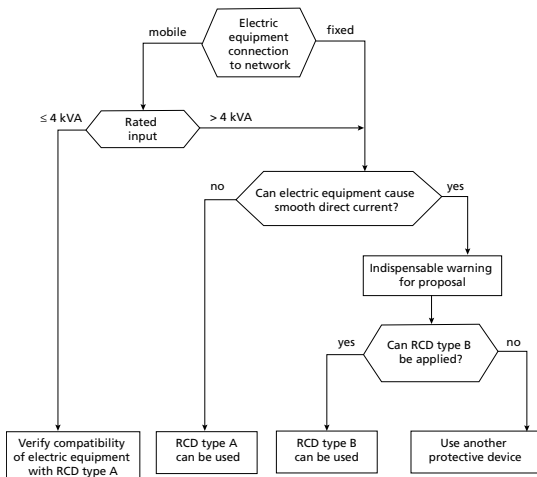 Electric
equipment
connection
to network
mobile
fixed
≤ 4 kVA
Rated
input
> 4 kVA
no
Can electric equipment cause
smooth direct current?
yes
Indispensable warning
for proposal
yes
Can RCD type B
be applied?
no
Verify compatibility
of electric equipment
with RCD type A
RCD type A
can be used
RCD type B
can be used
Use another
protective device